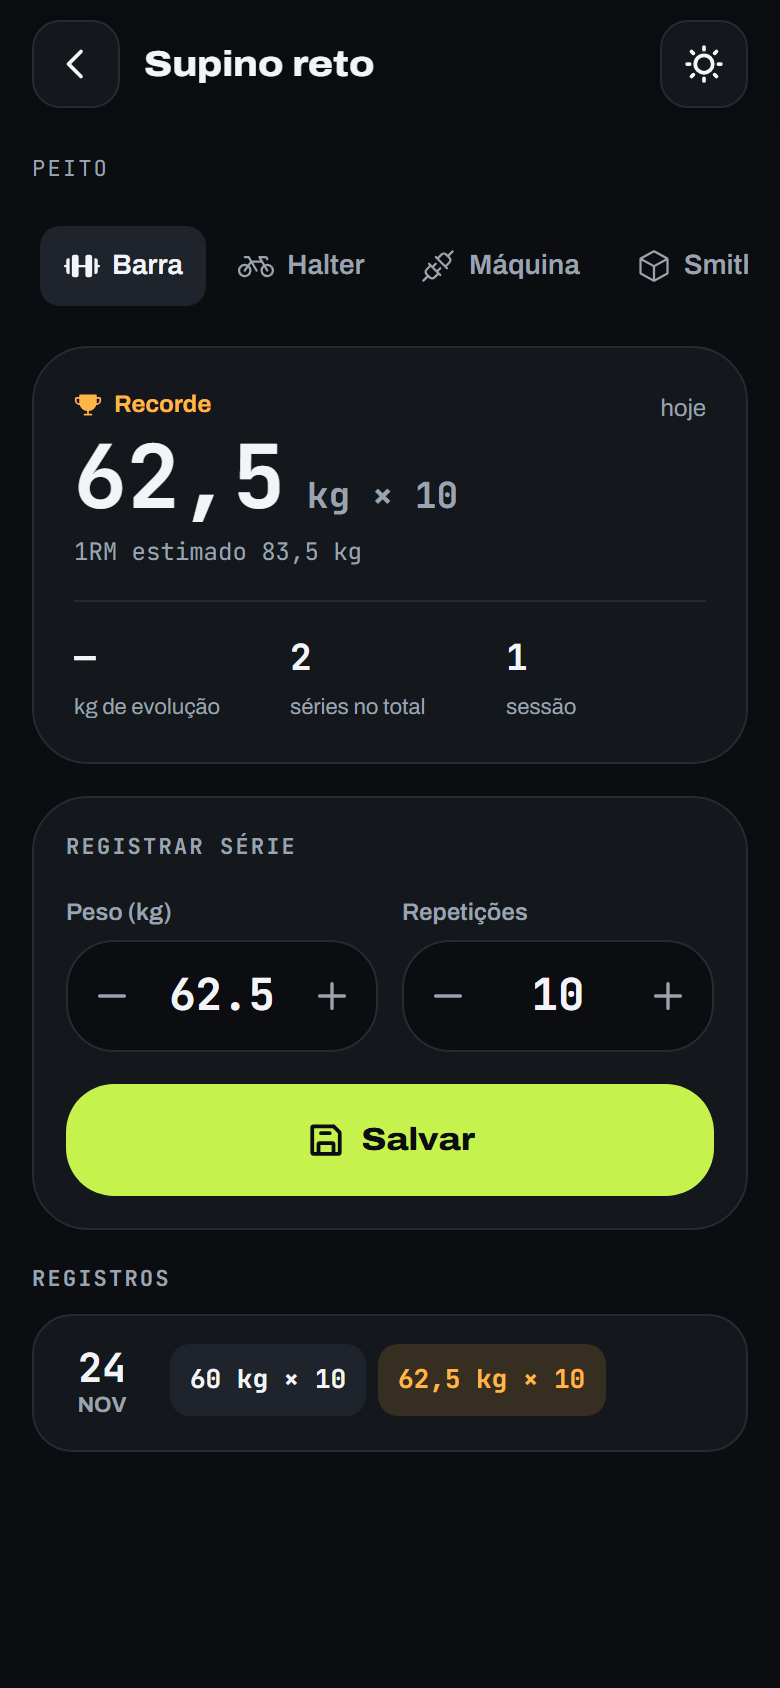 Supino reto
PEITO
Barra Halter Máquina Smith
Recorde hoje
62,5 kg × 10
1RM estimado 83,5 kg
– 2 1
kg de evolução séries no total sessão
REGISTRAR SÉRIE
Peso (kg) Repetições
− 62.5 + − 10 +
Salvar
REGISTROS
24 60 kg × 10 62,5 kg × 10
NOV